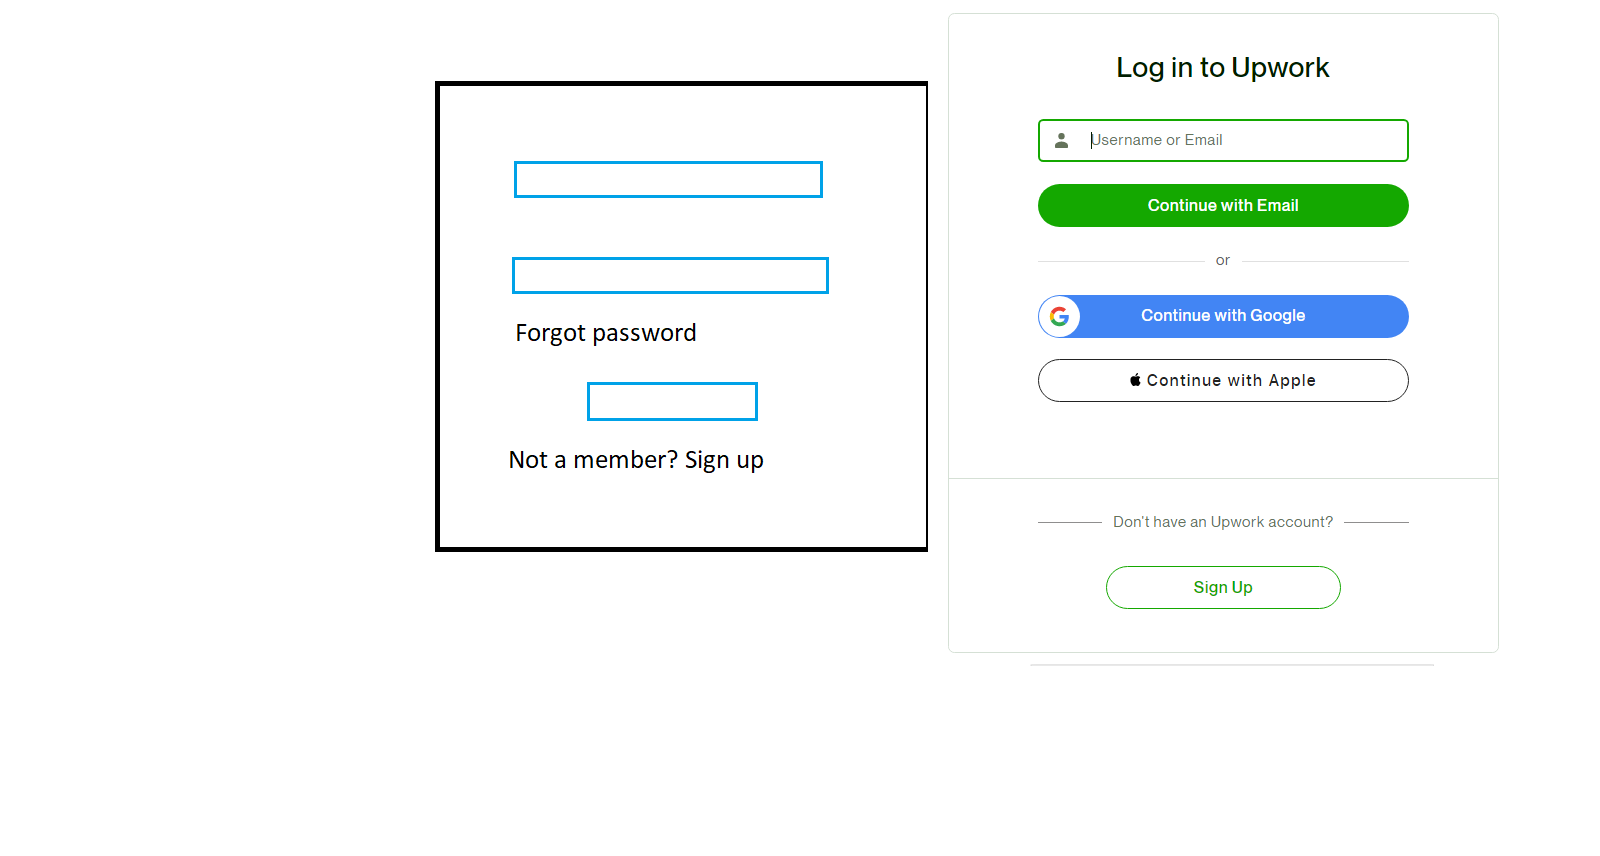 Forgot password
Not a member? Sign up
Log in to Upwork
Username or Email
Continue with Email
or
Continue with Google
Continue with Apple
Don't have an Upwork account?
Sign Up